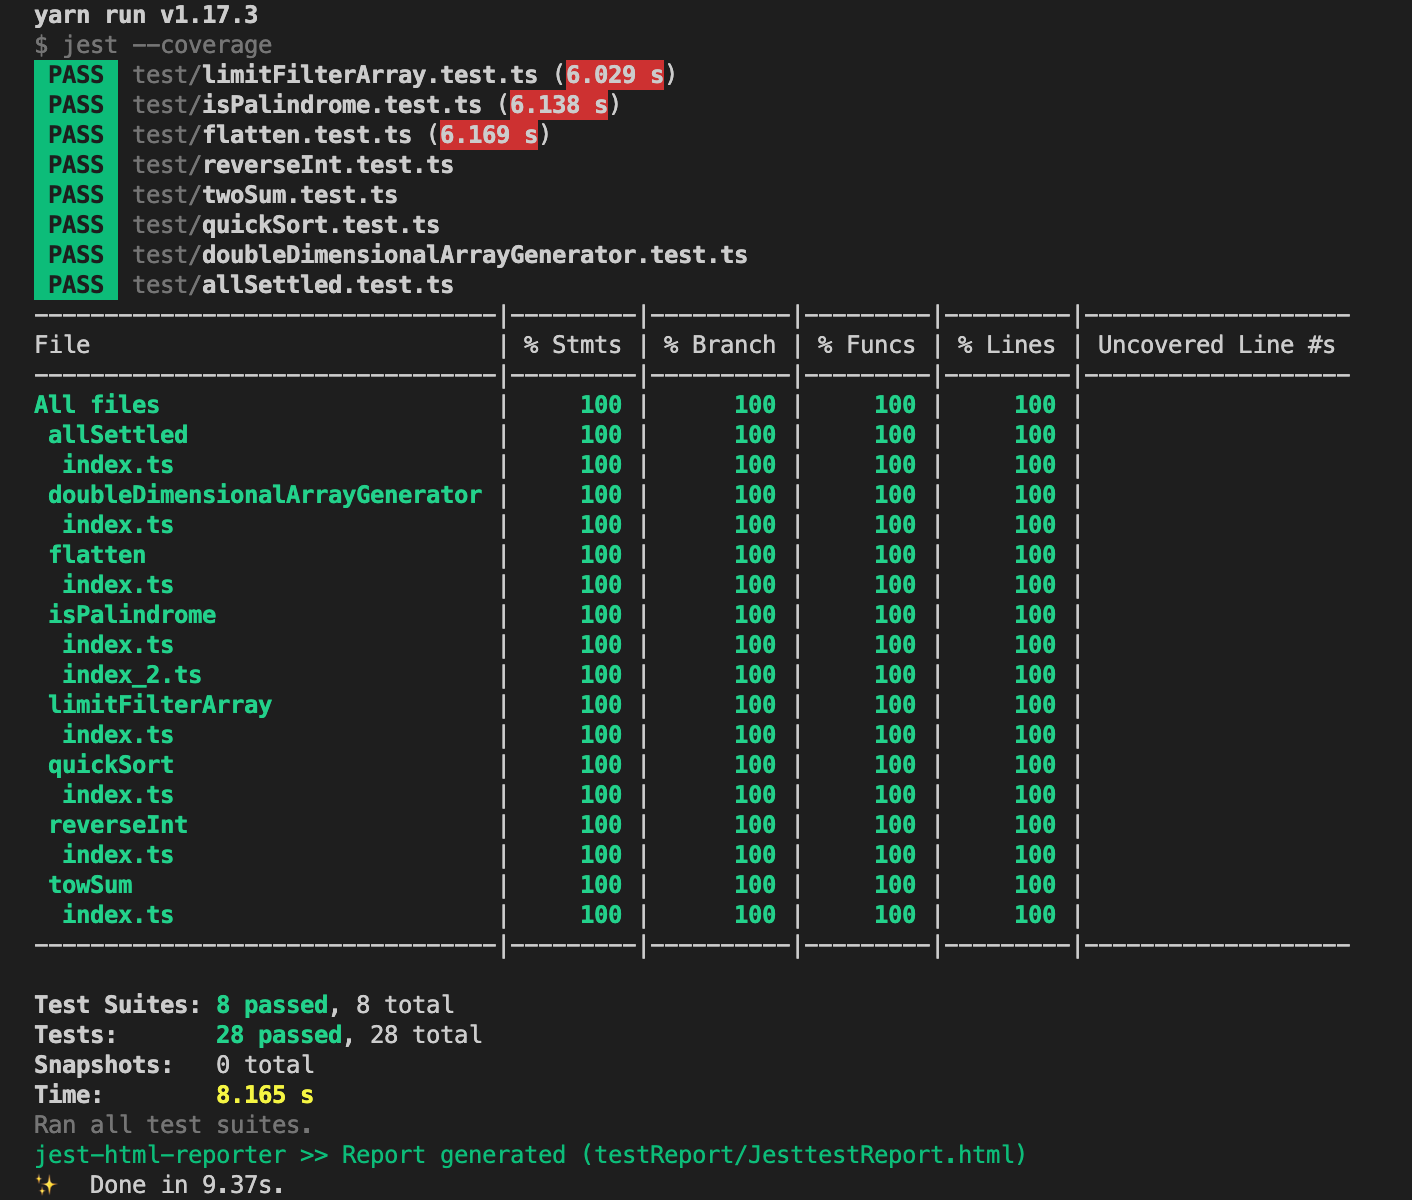 yarn run v1.17.3
$ jest --coverage
PASS test/limitFilterArray.test.ts (6.029 s)
PASS test/isPalindrome.test.ts (6.138 s)
PASS test/flatten.test.ts (6.169 s)
PASS test/reverseInt.test.ts
PASS test/twoSum.test.ts
PASS test/quickSort.test.ts
PASS test/doubleDimensionalArrayGenerator.test.ts
PASS test/allSettled.test.ts
---------------------------------|---------|----------|---------|---------|-------------------
File | % Stmts | % Branch | % Funcs | % Lines | Uncovered Line #s
---------------------------------|---------|----------|---------|---------|-------------------
All files | 100 | 100 | 100 | 100 |
allSettled | 100 | 100 | 100 | 100 |
index.ts | 100 | 100 | 100 | 100 |
doubleDimensionalArrayGenerator | 100 | 100 | 100 | 100 |
index.ts | 100 | 100 | 100 | 100 |
flatten | 100 | 100 | 100 | 100 |
index.ts | 100 | 100 | 100 | 100 |
isPalindrome | 100 | 100 | 100 | 100 |
index.ts | 100 | 100 | 100 | 100 |
index_2.ts | 100 | 100 | 100 | 100 |
limitFilterArray | 100 | 100 | 100 | 100 |
index.ts | 100 | 100 | 100 | 100 |
quickSort | 100 | 100 | 100 | 100 |
index.ts | 100 | 100 | 100 | 100 |
reverseInt | 100 | 100 | 100 | 100 |
index.ts | 100 | 100 | 100 | 100 |
towSum | 100 | 100 | 100 | 100 |
index.ts | 100 | 100 | 100 | 100 |
---------------------------------|---------|----------|---------|---------|-------------------
Test Suites: 8 passed, 8 total
Tests: 28 passed, 28 total
Snapshots: 0 total
Time: 8.165 s
Ran all test suites.
jest-html-reporter >> Report generated (testReport/JesttestReport.html)
✨ Done in 9.37s.